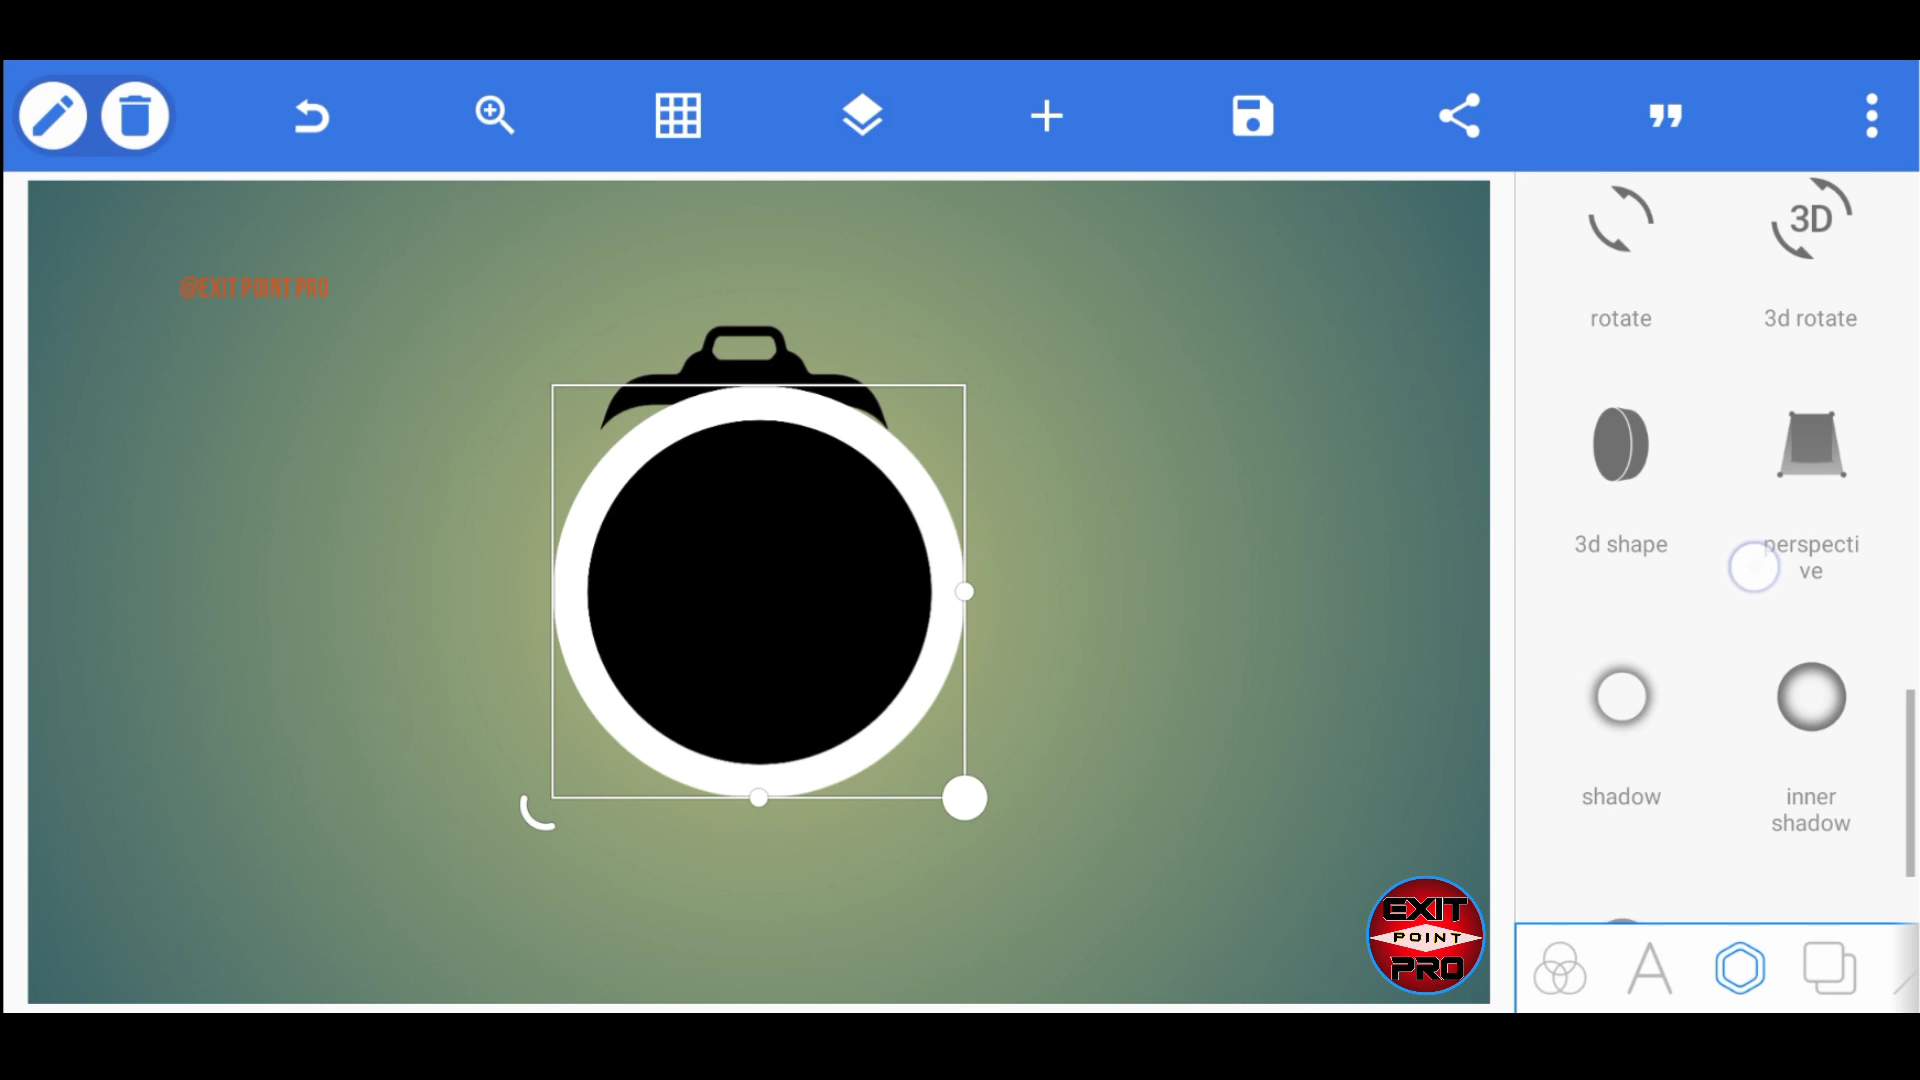 @EXIT POINT PRO
3D
rotate
3d rotate
3d shape
perspecti
ve
shadow
inner
shadow
EXIT
POINT
PRO
A